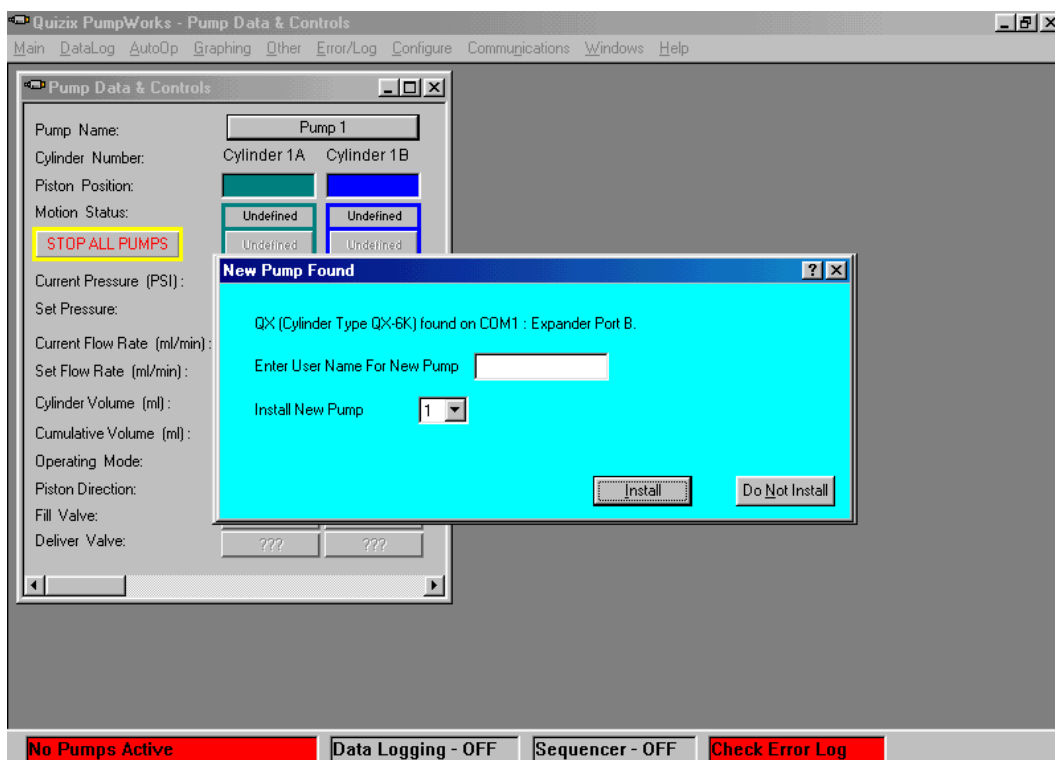 Quizix PumpWorks - Pump Data & Controls
Main DataLog AutoOp Graphing Other Error/Log Configure Communications Windows Help
Pump Data & Controls
Pump Name: Pump 1
Cylinder Number: Cylinder 1A Cylinder 1B
Piston Position:
Motion Status: Undefined Undefined
STOP ALL PUMPS Undefined Undefined
Current Pressure (PSI) :
Set Pressure:
Current Flow Rate (ml/min) :
Set Flow Rate (ml/min) :
Cylinder Volume (ml) :
Cumulative Volume (ml) :
Operating Mode:
Piston Direction:
Fill Valve:
Deliver Valve: ??? ???
New Pump Found
QX (Cylinder Type QX-6K) found on COM1 : Expander Port B.
Enter User Name For New Pump
Install New Pump 1
Install Do Not Install
No Pumps Active Data Logging - OFF Sequencer - OFF Check Error Log